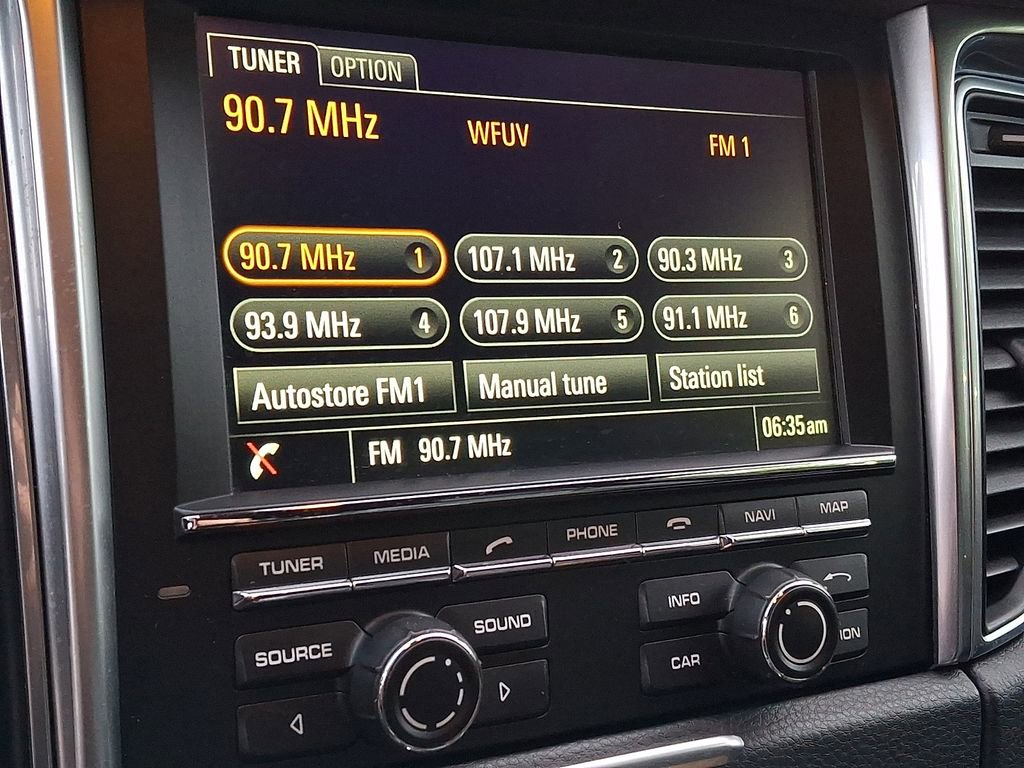 TUNER OPTION
90.7 MHz WFUV FM 1
90.7 MHz 1 107.1 MHz 2 90.3 MHz 3
93.9 MHz 4 107.9 MHz 5 91.1 MHz 6
Autostore FM1 Manual tune Station list
FM 90.7 MHz 06:35am
TUNER MEDIA PHONE NAVI MAP
SOURCE SOUND INFO
CAR ION